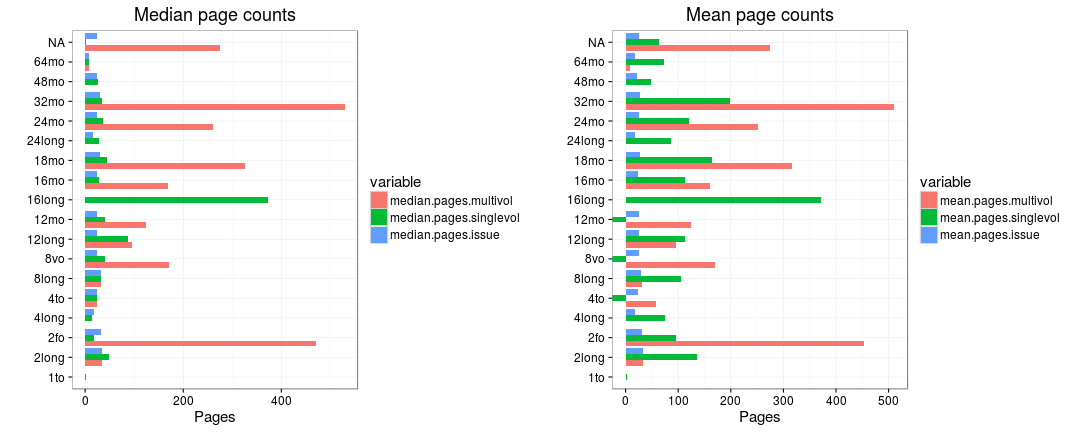 Median page counts
NA
64mo
48mo
32mo
24mo
24long
18mo
16mo
16long
12mo
12long
8vo
8long
4to
4long
2fo
2long
1to
0 200 400
Pages
variable
median.pages.multivol
median.pages.singlevol
median.pages.issue
Mean page counts
NA
64mo
48mo
32mo
24mo
24long
18mo
16mo
16long
12mo
12long
8vo
8long
4to
4long
2fo
2long
1to
0 100 200 300 400 500
Pages
variable
mean.pages.multivol
mean.pages.singlevol
mean.pages.issue